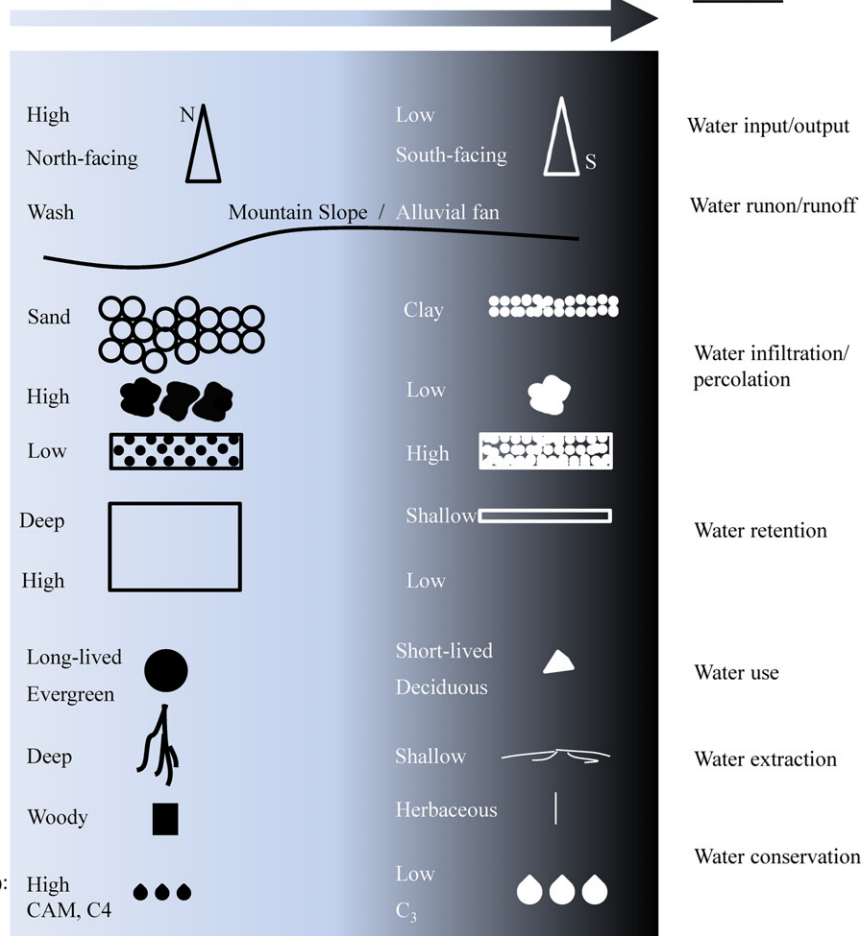 High N Low
Water input/output
North-facing South-facing S
Wash Mountain Slope / Alluvial fan Water runon/runoff
Sand Clay
Water infiltration/
percolation
High Low
Low High
Deep Shallow Water retention
High Low
Long-lived Short-lived
Water use
Evergreen Deciduous
Deep Shallow Water extraction
Woody Herbaceous
Water conservation
): High Low
CAM, C4 C₃